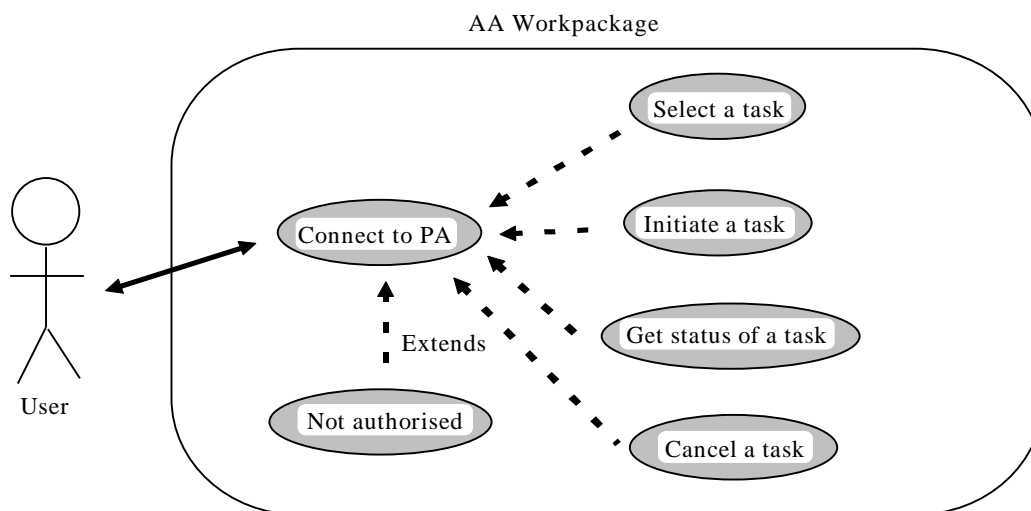 AA Workpackage
Select a task
Connect to PA
Initiate a task
Extends
Get status of a task
User
Not authorised
Cancel a task